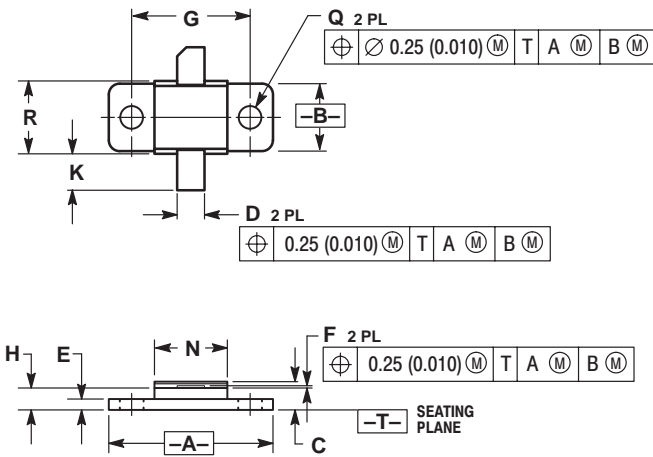 G
Q 2 PL
⌖ ∅ 0.25 (0.010) Ⓜ T A Ⓜ B Ⓜ
R
–B–
K
D 2 PL
⌖ 0.25 (0.010) Ⓜ T A Ⓜ B Ⓜ
H
E
N
F 2 PL
⌖ 0.25 (0.010) Ⓜ T A Ⓜ B Ⓜ
–T– SEATING
PLANE
–A–
C